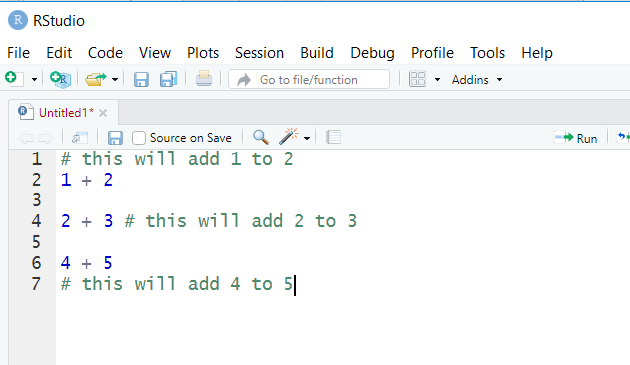 RStudio
File Edit Code View Plots Session Build Debug Profile Tools Help
Go to file/function Addins
Untitled1*
Source on Save Run
1 # this will add 1 to 2
2 1 + 2
3
4 2 + 3 # this will add 2 to 3
5
6 4 + 5
7 # this will add 4 to 5